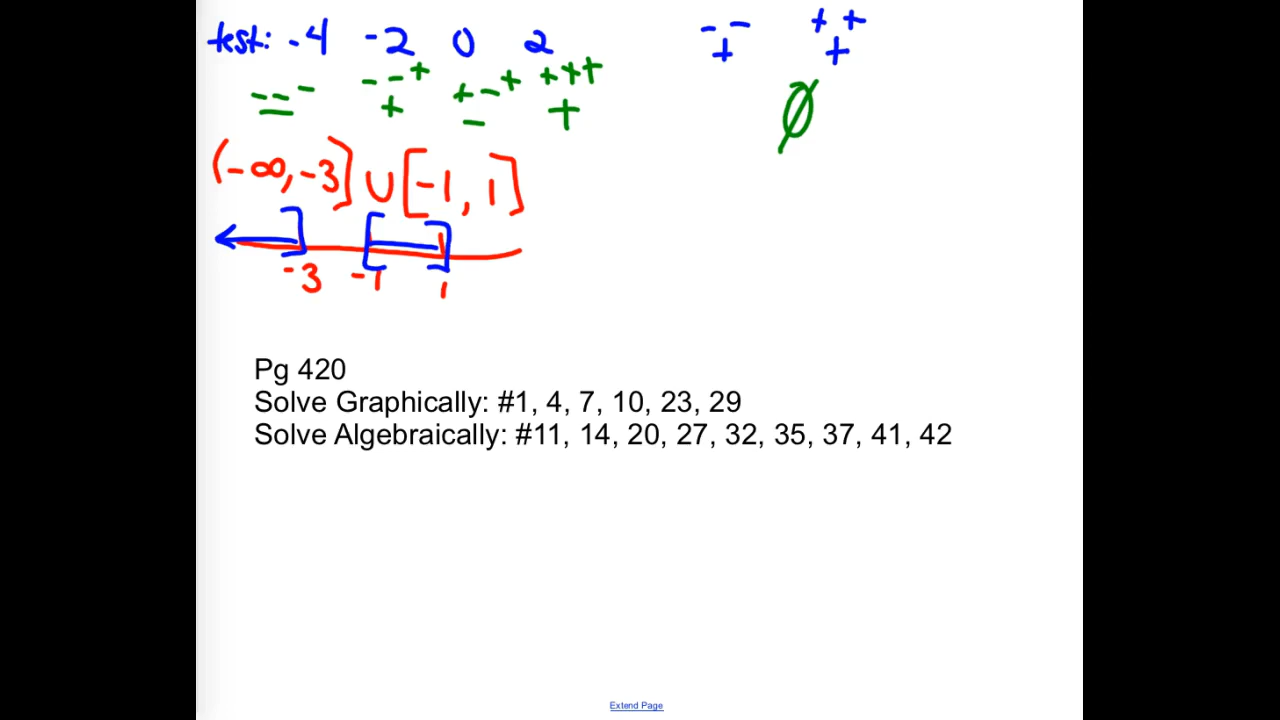 test: -4 -2 0 2 - - + +
+ +
- - - - - + + - + + + +
- + - + ∅
(-∞, -3] ∪ [-1, 1]
-3 -1 1
Pg 420
Solve Graphically: #1, 4, 7, 10, 23, 29
Solve Algebraically: #11, 14, 20, 27, 32, 35, 37, 41, 42
Extend Page